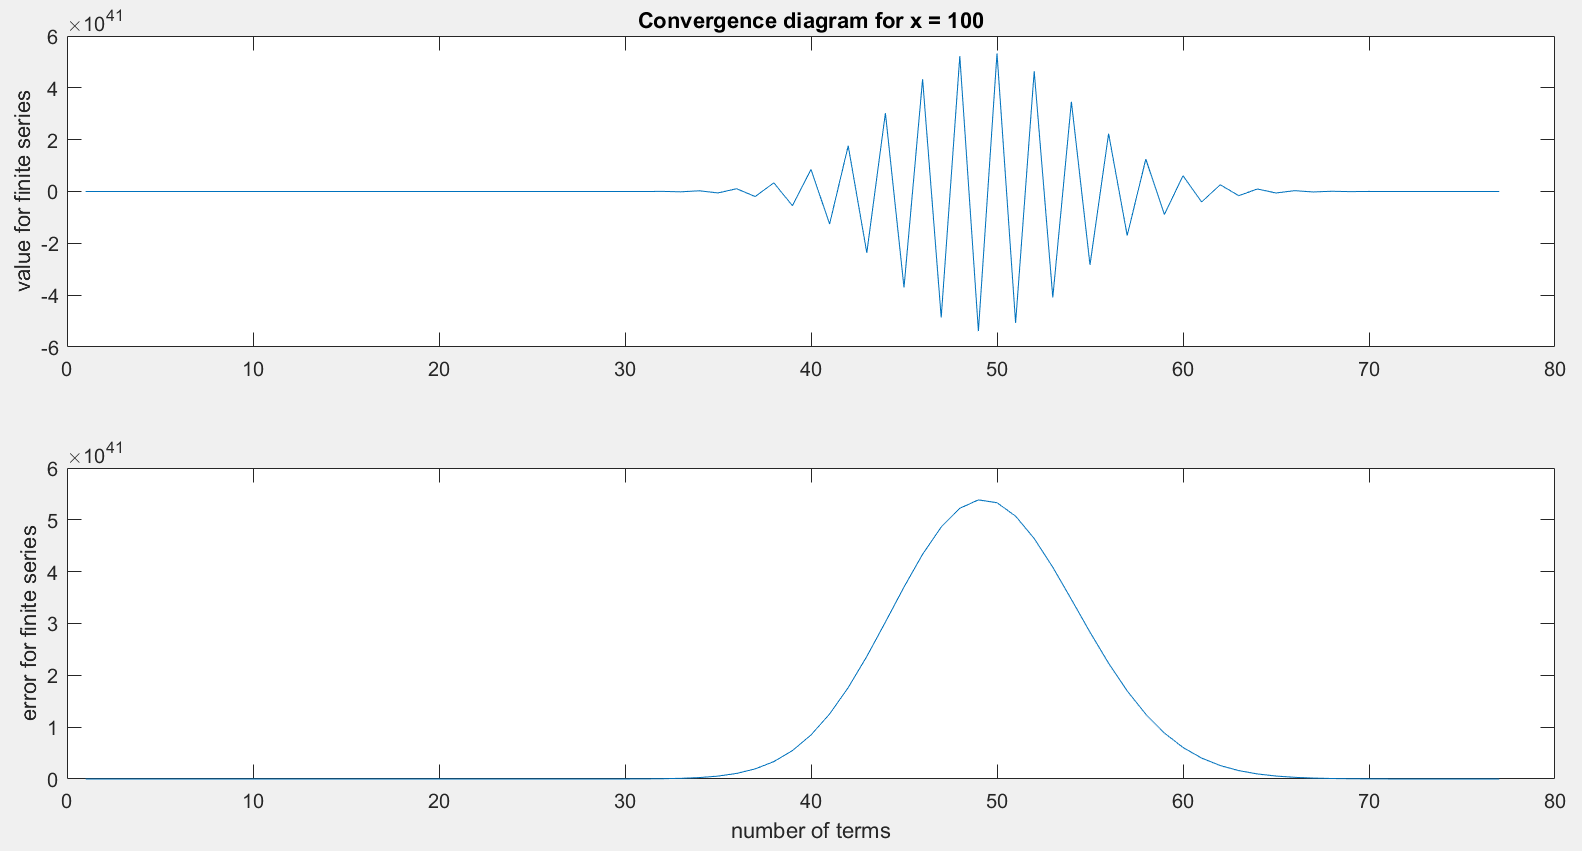 Convergence diagram for x = 100
×10^41
6
4
2
0
-2
-4
-6
value for finite series
0 10 20 30 40 50 60 70 80
×10^41
6
5
4
3
2
1
0
error for finite series
0 10 20 30 40 50 60 70 80
number of terms